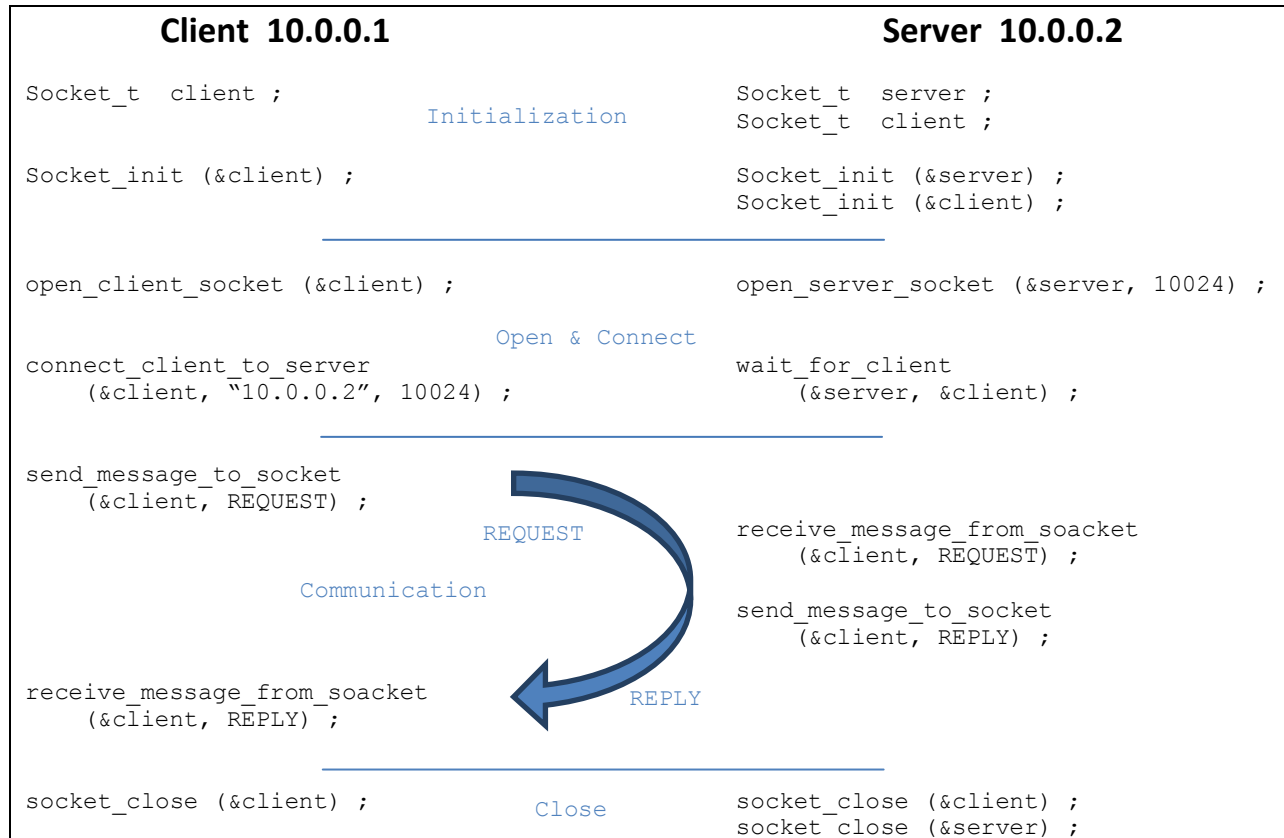 Client 10.0.0.1
Server 10.0.0.2
Socket_t client ;
Initialization
Socket_t server ;
Socket_t client ;
Socket_init (&client) ;
Socket_init (&server) ;
Socket_init (&client) ;
open_client_socket (&client) ;
open_server_socket (&server, 10024) ;
Open & Connect
connect_client_to_server
(&client, “10.0.0.2”, 10024) ;
wait_for_client
(&server, &client) ;
send_message_to_socket
(&client, REQUEST) ;
REQUEST
receive_message_from_soacket
(&client, REQUEST) ;
Communication
send_message_to_socket
(&client, REPLY) ;
receive_message_from_soacket
(&client, REPLY) ;
REPLY
socket_close (&client) ;
Close
socket_close (&client) ;
socket_close (&server) ;